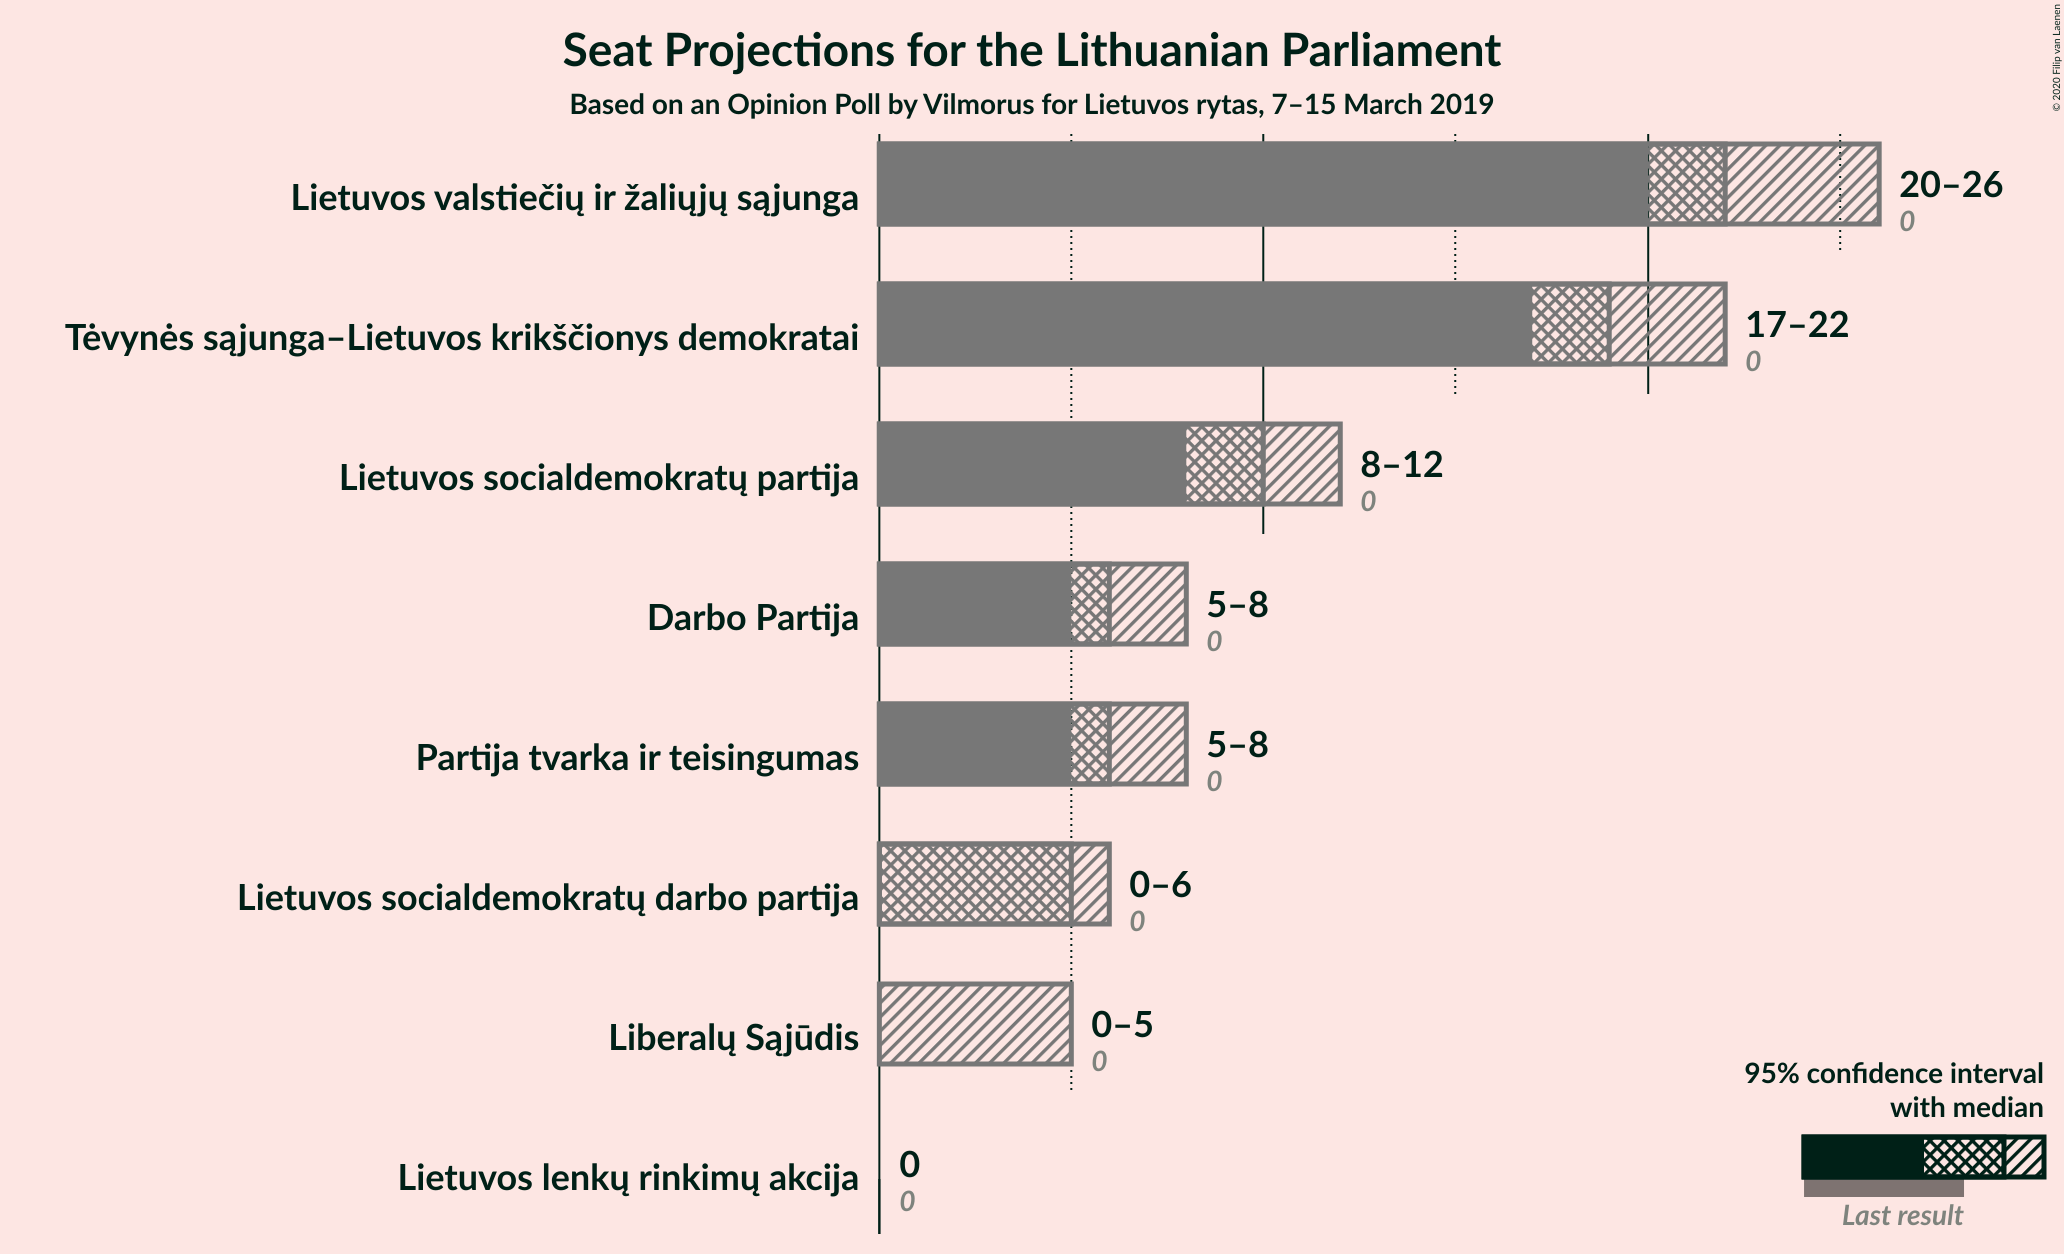 Seat Projections for the Lithuanian Parliament
Based on an Opinion Poll by Vilmorus for Lietuvos rytas, 7–15 March 2019
© 2020 Filip van Laenen
Lietuvos valstiečių ir žaliųjų sąjunga
20–26
0
Tėvynės sąjunga–Lietuvos krikščionys demokratai
17–22
0
Lietuvos socialdemokratų partija
8–12
0
Darbo Partija
5–8
0
Partija tvarka ir teisingumas
5–8
0
Lietuvos socialdemokratų darbo partija
0–6
0
Liberalų Sąjūdis
0–5
0
Lietuvos lenkų rinkimų akcija
0
0
95% confidence interval
with median
Last result